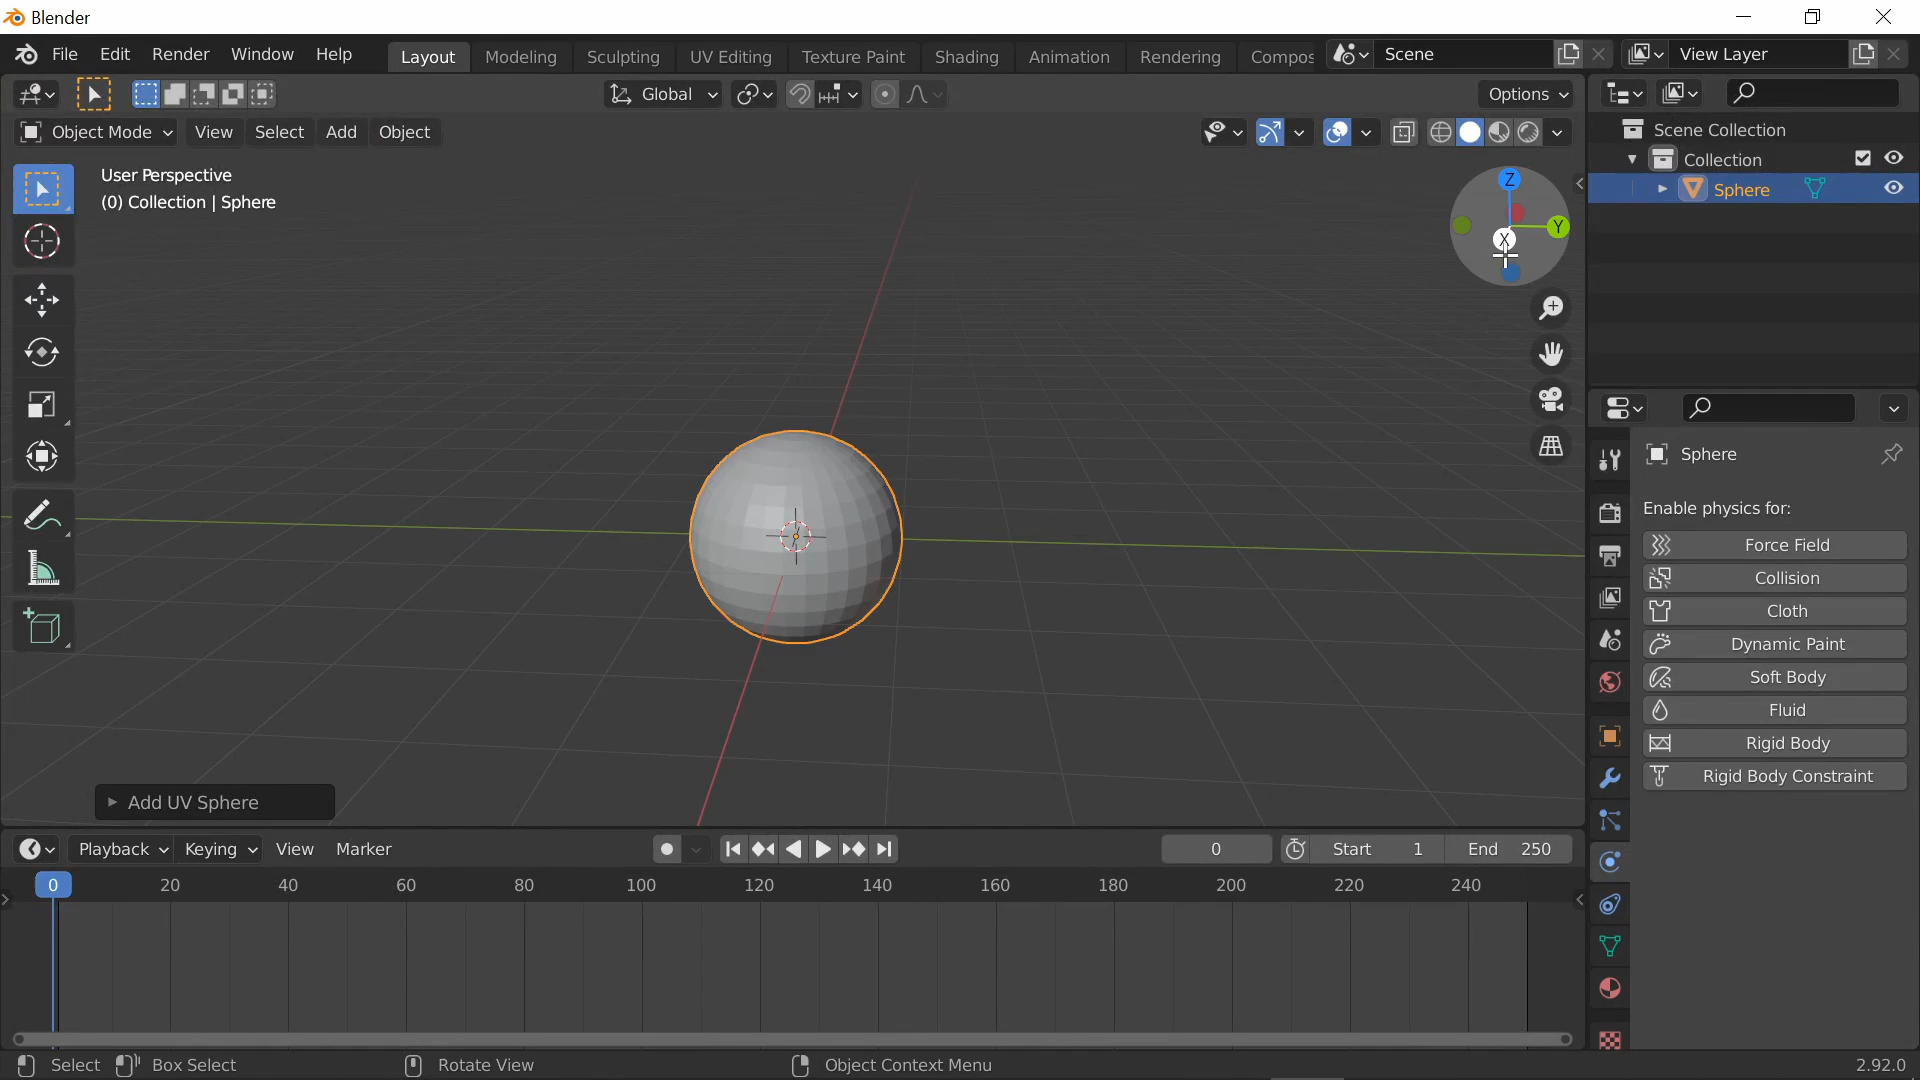 Blender
File Edit Render Window Help Layout Modeling Sculpting UV Editing Texture Paint Shading Animation Rendering Compos Scene View Layer
Global Options
Object Mode View Select Add Object
Scene Collection
Collection
Sphere
User Perspective
(0) Collection | Sphere
Z
Y
X
Sphere
Enable physics for:
Force Field
Collision
Cloth
Dynamic Paint
Soft Body
Fluid
Rigid Body
Rigid Body Constraint
Add UV Sphere
Playback Keying View Marker 0 Start 1 End 250
0 20 40 60 80 100 120 140 160 180 200 220 240
Select Box Select Rotate View Object Context Menu 2.92.0